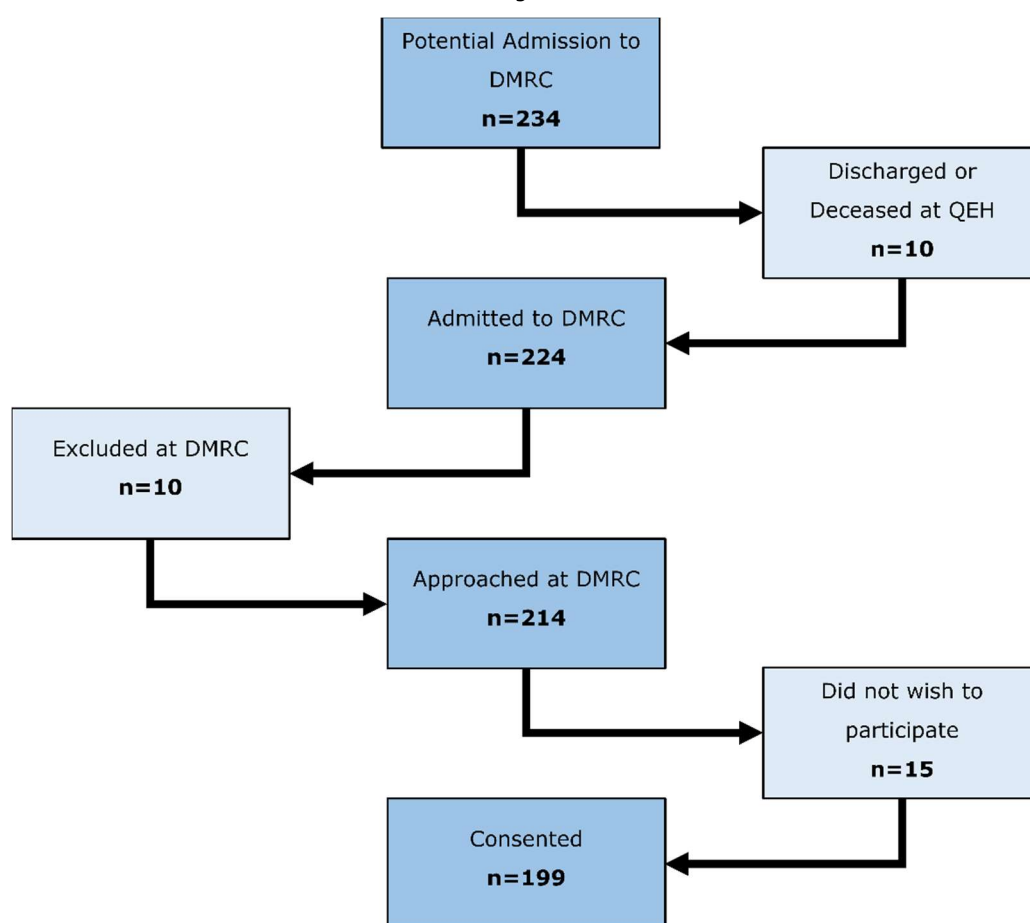 Potential Admission to
DMRC
n=234
Discharged or
Deceased at QEH
n=10
Admitted to DMRC
n=224
Excluded at DMRC
n=10
Approached at DMRC
n=214
Did not wish to
participate
n=15
Consented
n=199